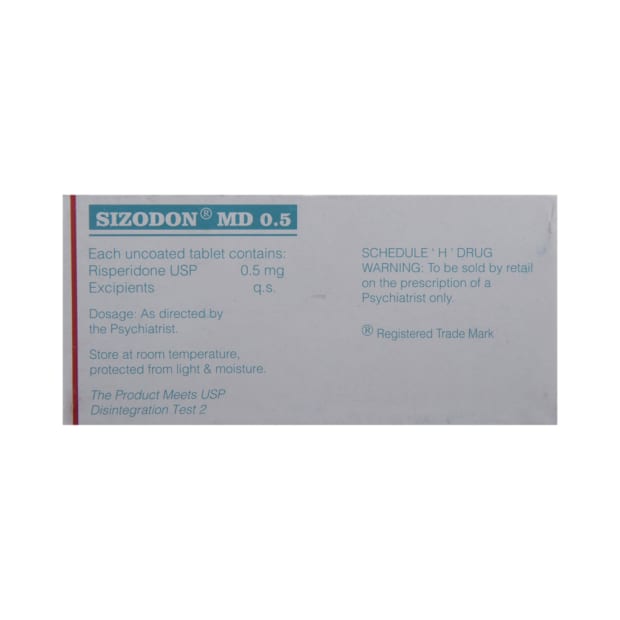 SIZODON® MD 0.5
Each uncoated tablet contains:
Risperidone USP 0.5 mg
Excipients q.s.
Dosage: As directed by
the Psychiatrist.
Store at room temperature,
protected from light & moisture.
The Product Meets USP
Disintegration Test 2
SCHEDULE ' H ' DRUG
WARNING: To be sold by retail
on the prescription of a
Psychiatrist only.
® Registered Trade Mark